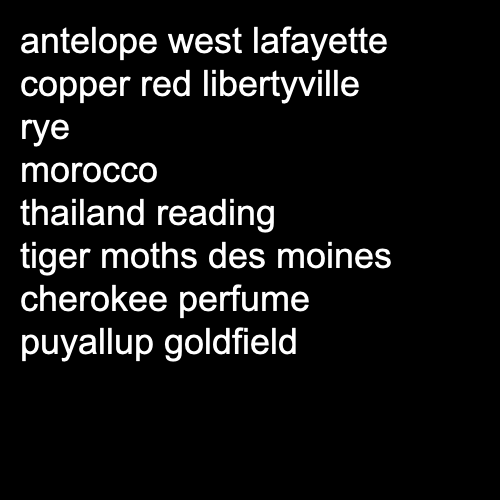 antelope west lafayette
copper red libertyville
rye
morocco
thailand reading
tiger moths des moines
cherokee perfume
puyallup goldfield